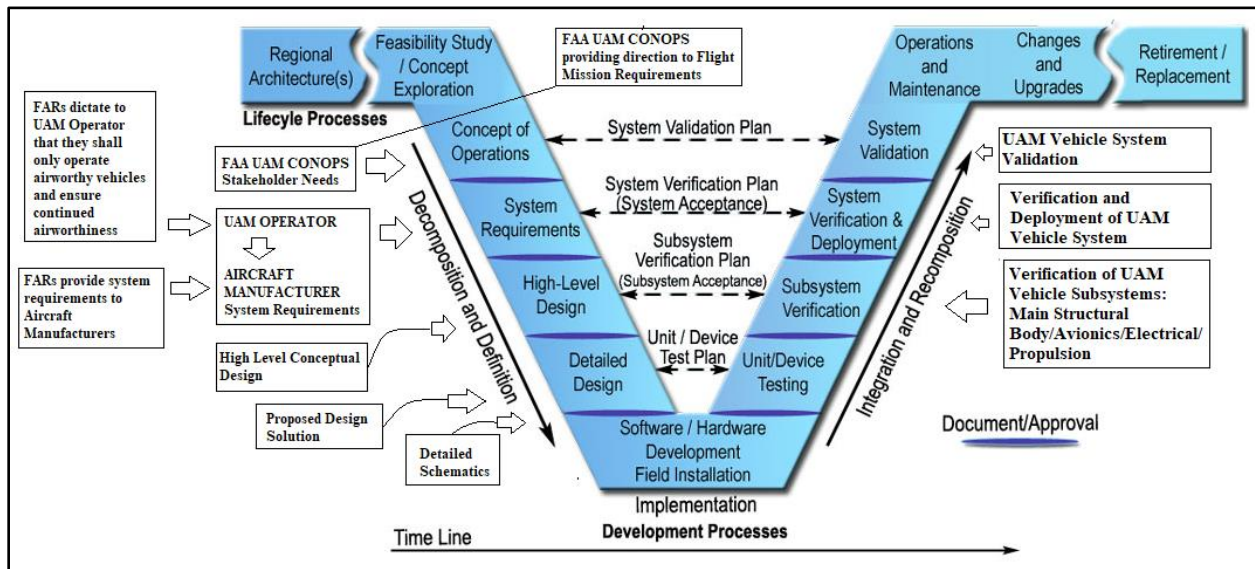 Regional
Architecture(s)
Feasibility Study
/ Concept
Exploration
FAA UAM CONOPS
providing direction to Flight
Mission Requirements
Operations
and
Maintenance
Changes
and
Upgrades
Retirement /
Replacement
Lifecyle Processes
FARs dictate to
UAM Operator
that they shall
only operate
airworthy vehicles
and ensure
continued
airworthiness
FAA UAM CONOPS
Stakeholder Needs
Concept of
Operations
System Validation Plan
System
Validation
UAM Vehicle System
Validation
UAM OPERATOR
AIRCRAFT
MANUFACTURER
System Requirements
System
Requirements
System Verification Plan
(System Acceptance)
System
Verification &
Deployment
Verification and
Deployment of UAM
Vehicle System
FARs provide system
requirements to
Aircraft
Manufacturers
Decomposition and Definition
High-Level
Design
Subsystem
Verification Plan
(Subsystem Acceptance)
Subsystem
Verification
Integration and Recomposition
Verification of UAM
Vehicle Subsystems:
Main Structural
Body/Avionics/Electrical/
Propulsion
High Level Conceptual
Design
Detailed
Design
Unit / Device
Test Plan
Unit/Device
Testing
Proposed Design
Solution
Detailed
Schematics
Software / Hardware
Development
Field Installation
Document/Approval
Implementation
Development Processes
Time Line